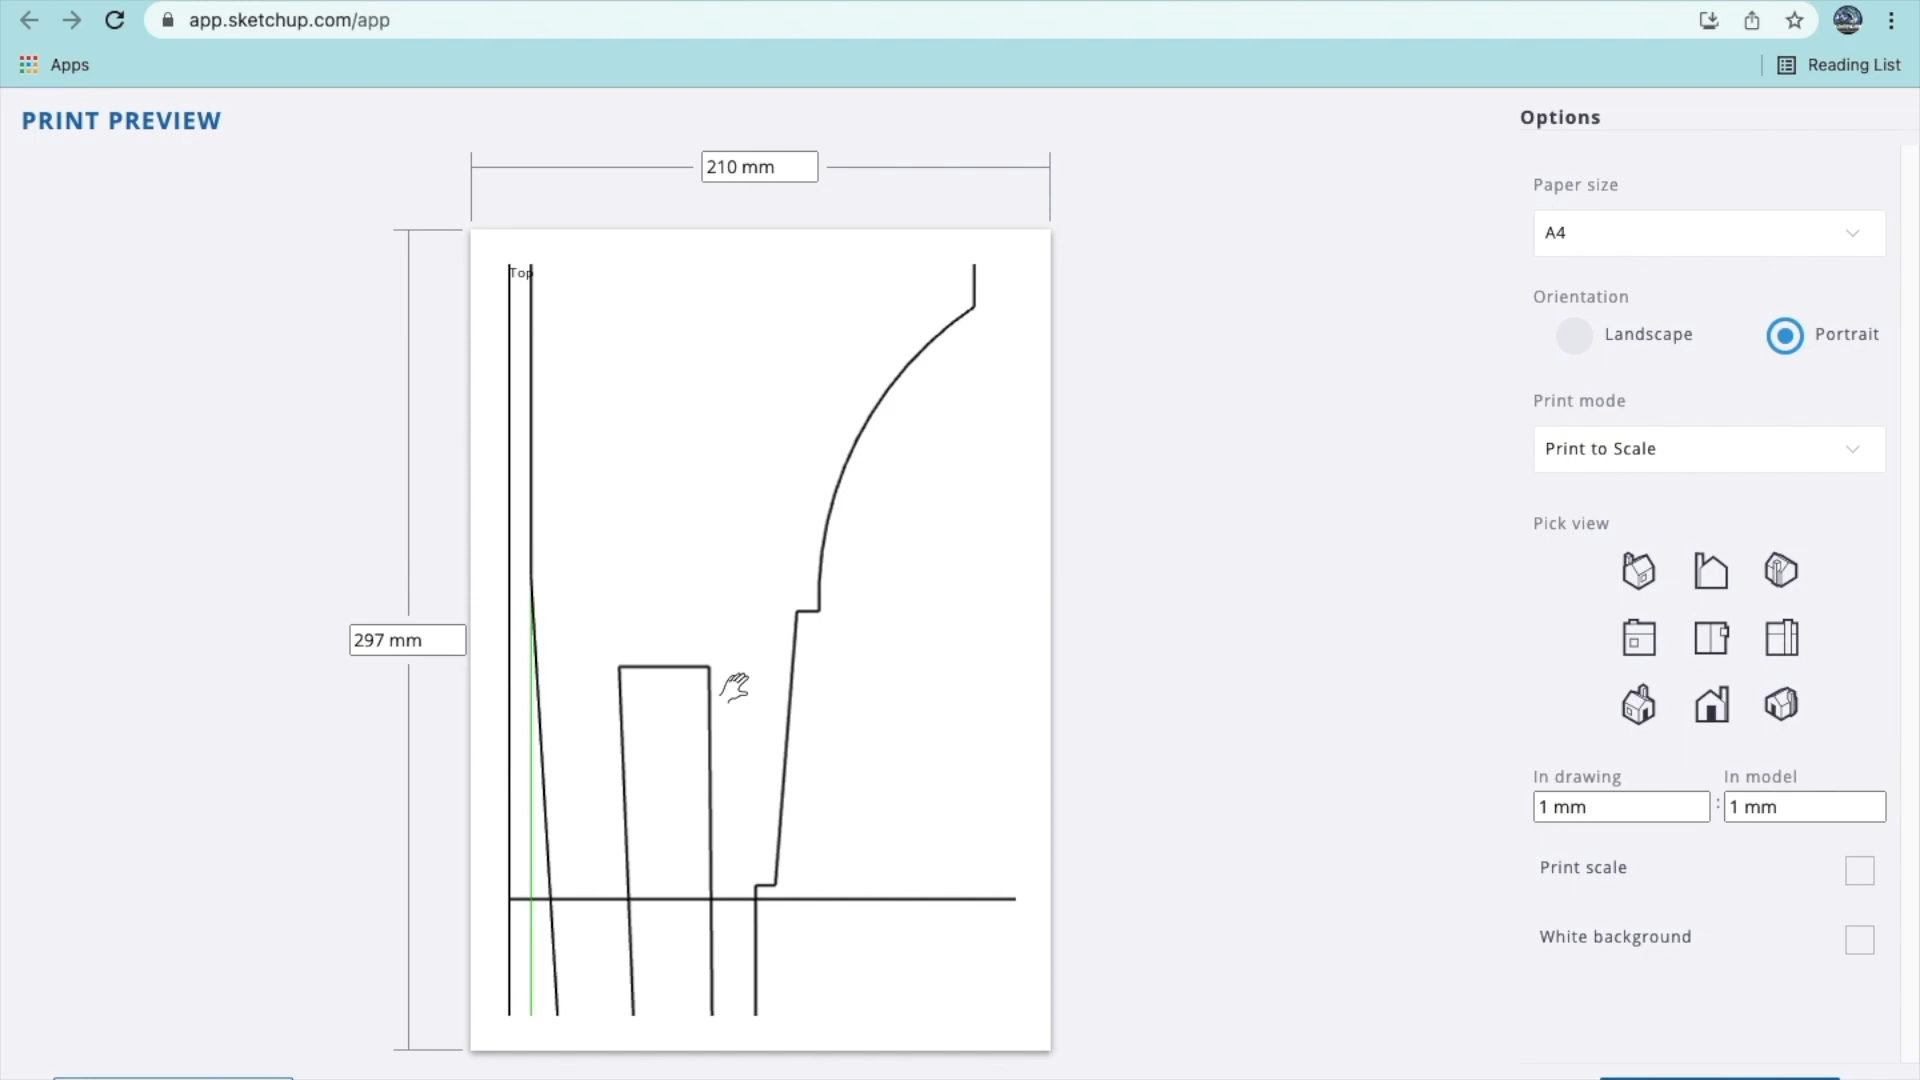 app.sketchup.com/app
Apps
Reading List
PRINT PREVIEW
Options
210 mm
Paper size
A4
Top
Orientation
Landscape
Portrait
Print mode
Print to Scale
Pick view
297 mm
In drawing
In model
1 mm : 1 mm
Print scale
White background